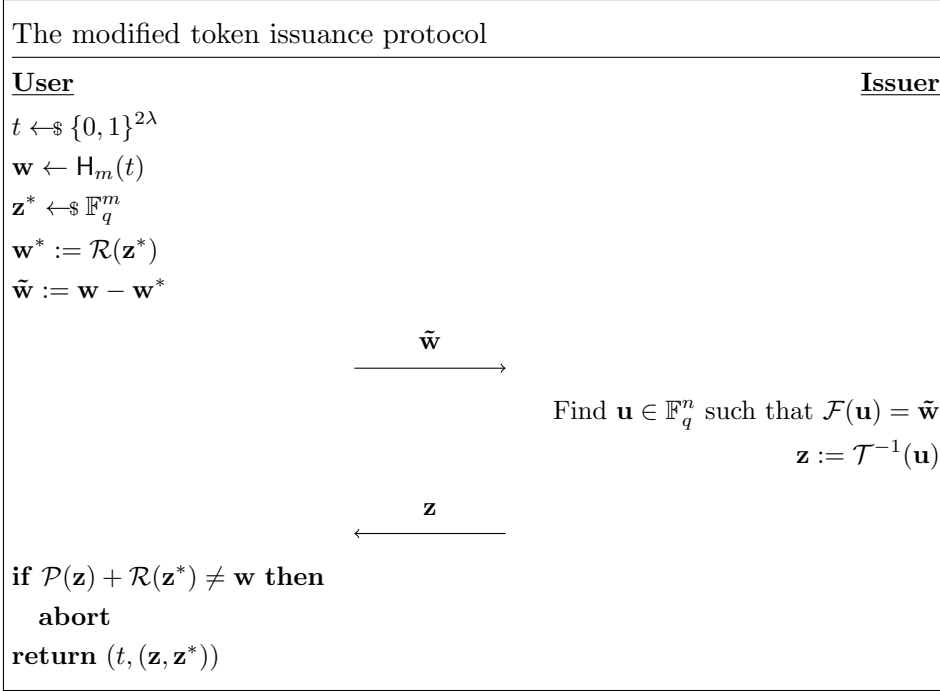 The modified token issuance protocol
User Issuer
t ←$ {0, 1}^{2λ}
w ← H_m(t)
z* ←$ 𝔽_q^m
w* := ℛ(z*)
w̃ := w − w*
w̃
Find u ∈ 𝔽_q^n such that ℱ(u) = w̃
z := 𝒯^{−1}(u)
z
if 𝒫(z) + ℛ(z*) ≠ w then
abort
return (t, (z, z*))